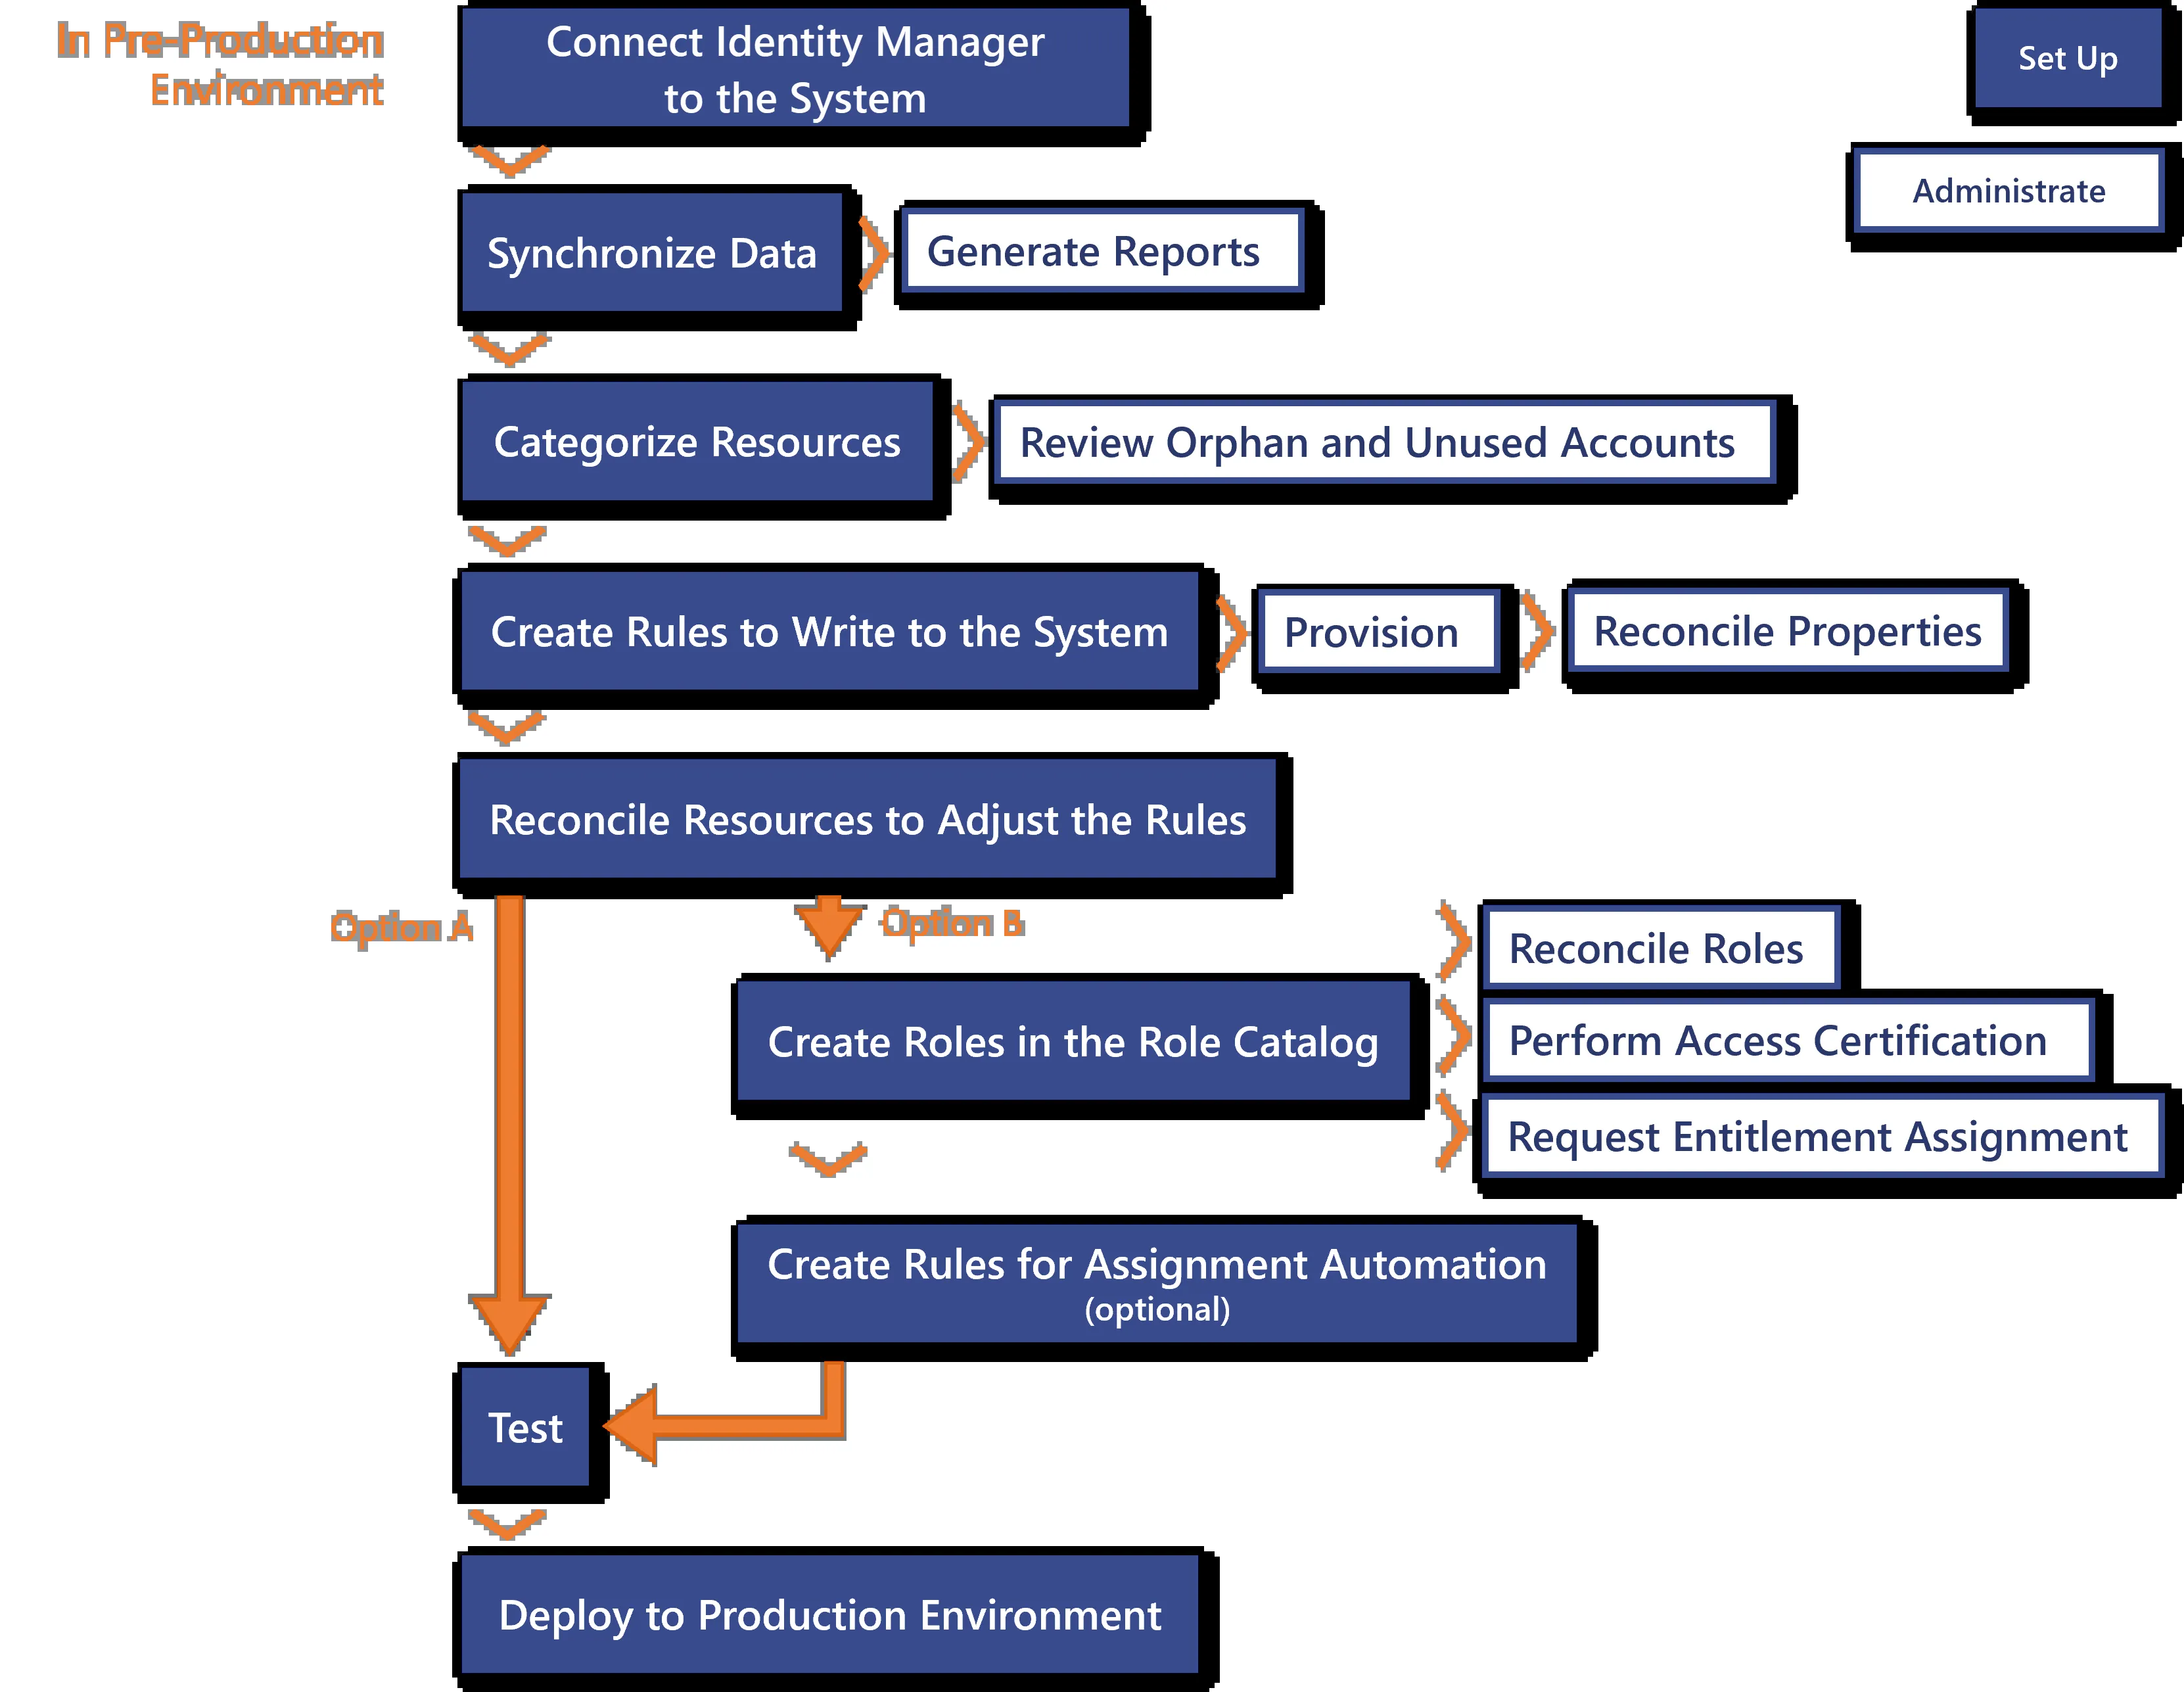 In Pre-Production
Environment
Connect Identity Manager
to the System
Set Up
Administrate
Synchronize Data
Generate Reports
Categorize Resources
Review Orphan and Unused Accounts
Create Rules to Write to the System
Provision
Reconcile Properties
Reconcile Resources to Adjust the Rules
Option A
Option B
Create Roles in the Role Catalog
Reconcile Roles
Perform Access Certification
Request Entitlement Assignment
Create Rules for Assignment Automation
(optional)
Test
Deploy to Production Environment